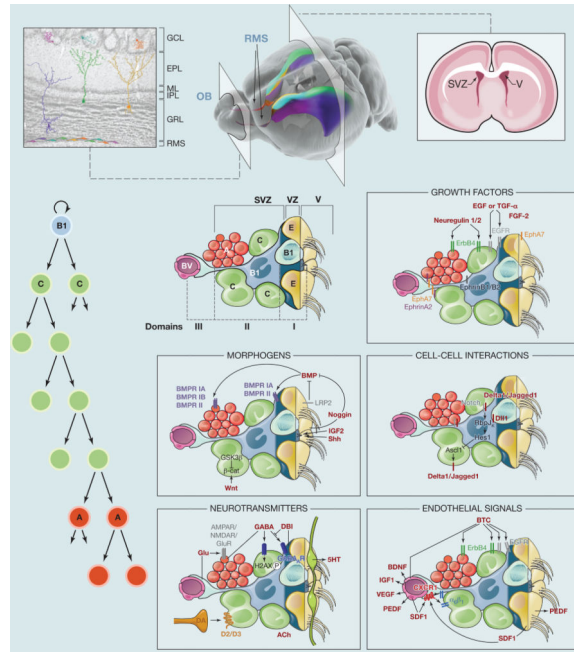 GCL
EPL
ML
IPL
GRL
RMS
RMS
OB
SVZ
V
B1
C
C
A
A
SVZ
VZ
V
C
E
A
BV
B1
B1
C
C
E
Domains
III
II
I
GROWTH FACTORS
EGF or TGF-α
Neuregulin 1/2
FGF-2
EGFR
EphA7
ErbB4
EphrinB1/B2
EphA7
EphrinA2
MORPHOGENS
BMPR IA
BMPR IB
BMPR II
BMPR IA
BMPR II
BMP
LRP2
Noggin
IGF2
Shh
GSK3β
β-cat
Wnt
CELL-CELL INTERACTIONS
Delta1/Jagged1
Notch
Dll1
RbpJ
Hes1
Ascl1
Delta1/Jagged1
NEUROTRANSMITTERS
AMPAR/
NMDAR/
GluR
GABA
DBI
Glu
H2AX
P
5HT
DA
D2/D3
ACh
ENDOTHELIAL SIGNALS
BTC
ErbB4
EGFR
BDNF
IGF1
VEGF
PEDF
SDF1
CXCR1
SDF1
PEDF